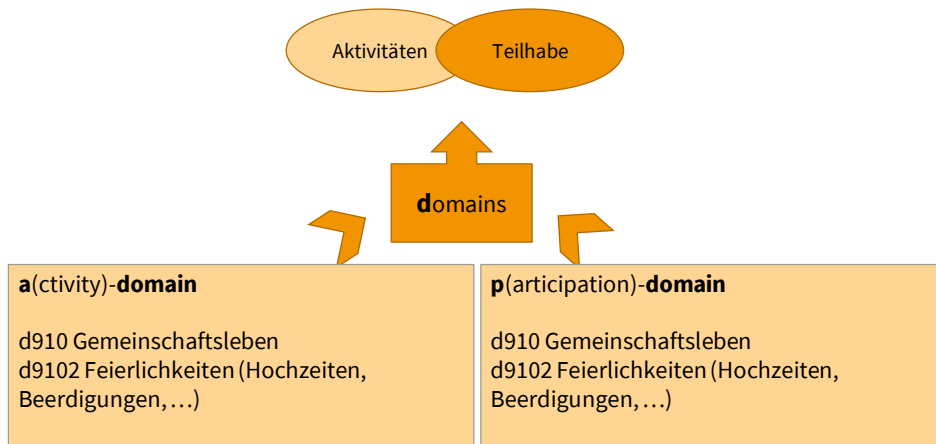 Aktivitäten
Teilhabe
domains
a(ctivity)-domain
d910 Gemeinschaftsleben
d9102 Feierlichkeiten (Hochzeiten,
Beerdigungen, …)
p(articipation)-domain
d910 Gemeinschaftsleben
d9102 Feierlichkeiten (Hochzeiten,
Beerdigungen, …)